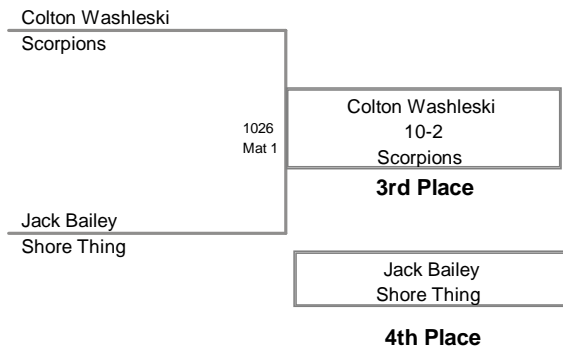 Colton Washleski
Scorpions
1026
Mat 1
Colton Washleski
10-2
Scorpions
3rd Place
Jack Bailey
Shore Thing
Jack Bailey
Shore Thing
4th Place